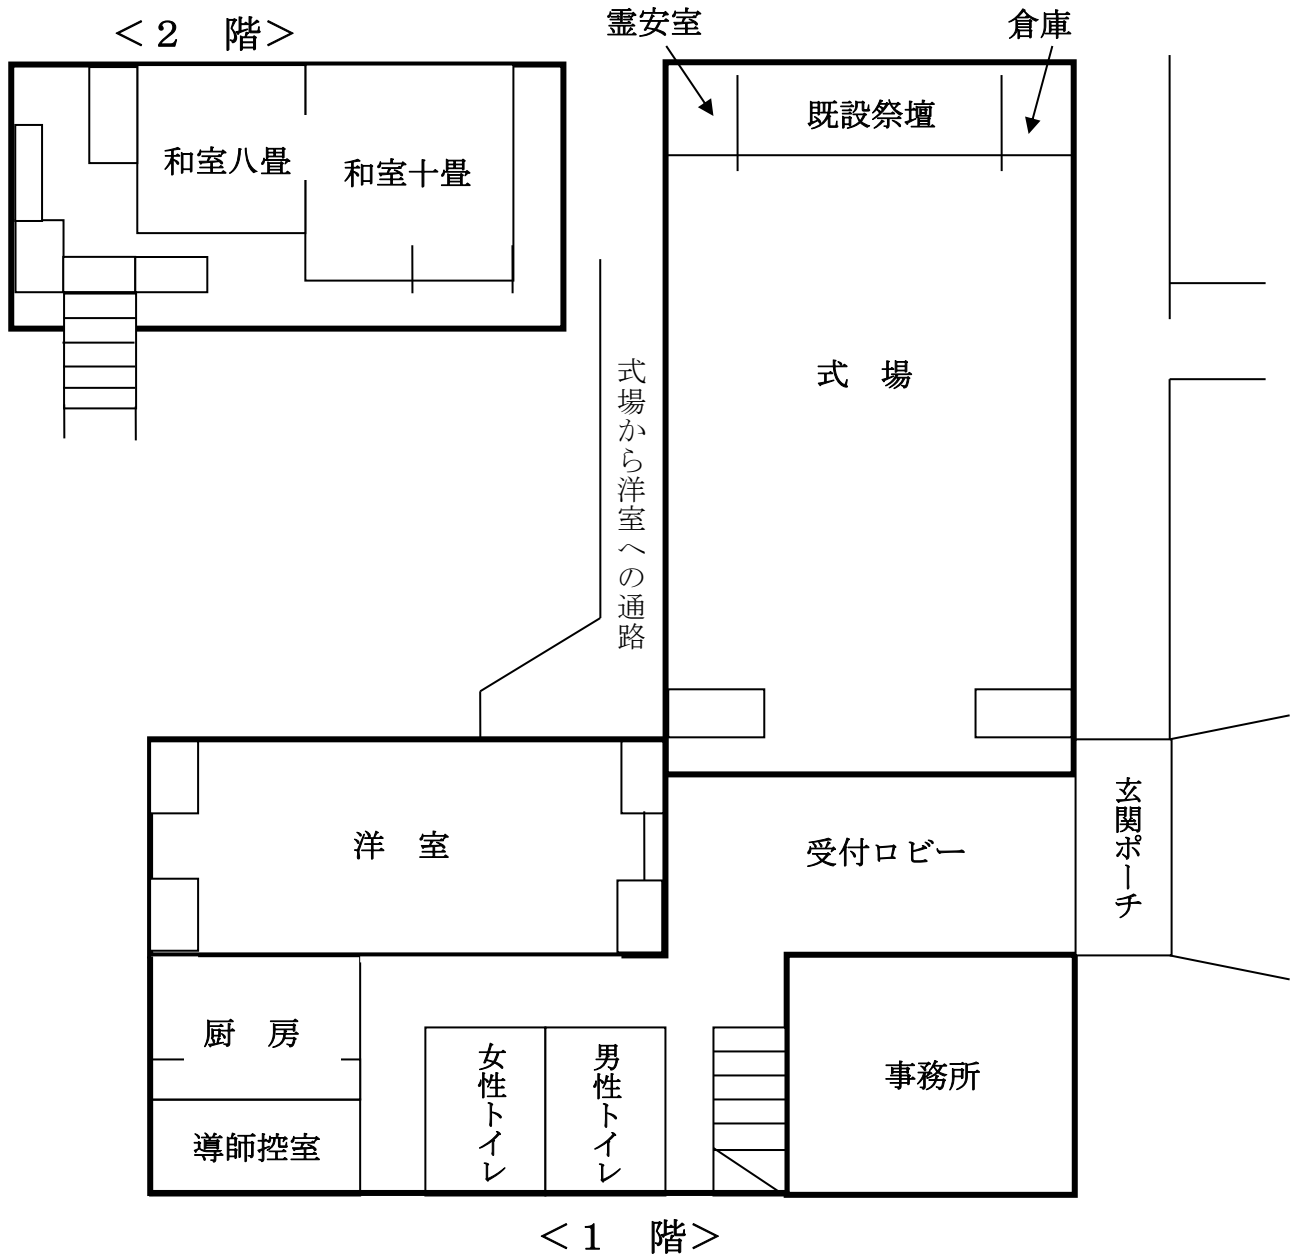 ＜２　階＞
霊安室
倉庫
既設祭壇
和室八畳
和室十畳
式　場
式場から洋室への通路
洋　室
受付ロビー
玄関ポーチ
厨　房
女性トイレ
男性トイレ
事務所
導師控室
＜１　階＞